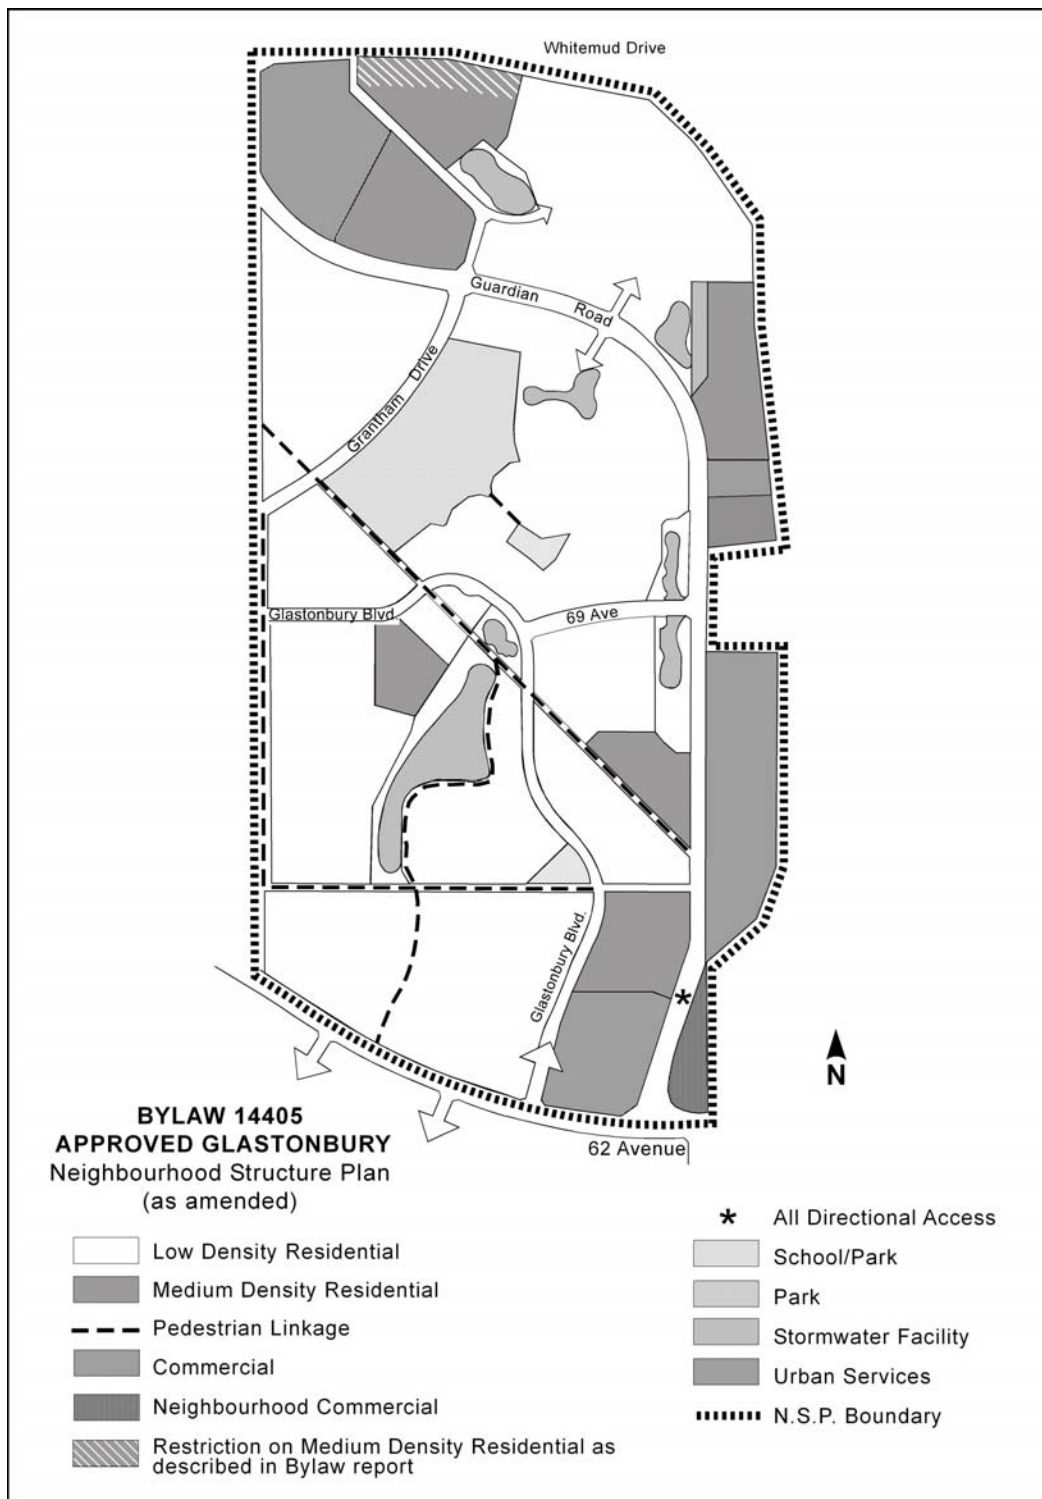 Whitemud Drive
Guardian Road
Grantham Drive
Glastonbury Blvd.
69 Ave
Glastonbury Blvd.
*
N
62 Avenue
BYLAW 14405
APPROVED GLASTONBURY
Neighbourhood Structure Plan
(as amended)
Low Density Residential
Medium Density Residential
Pedestrian Linkage
Commercial
Neighbourhood Commercial
Restriction on Medium Density Residential as
described in Bylaw report
* All Directional Access
School/Park
Park
Stormwater Facility
Urban Services
N.S.P. Boundary